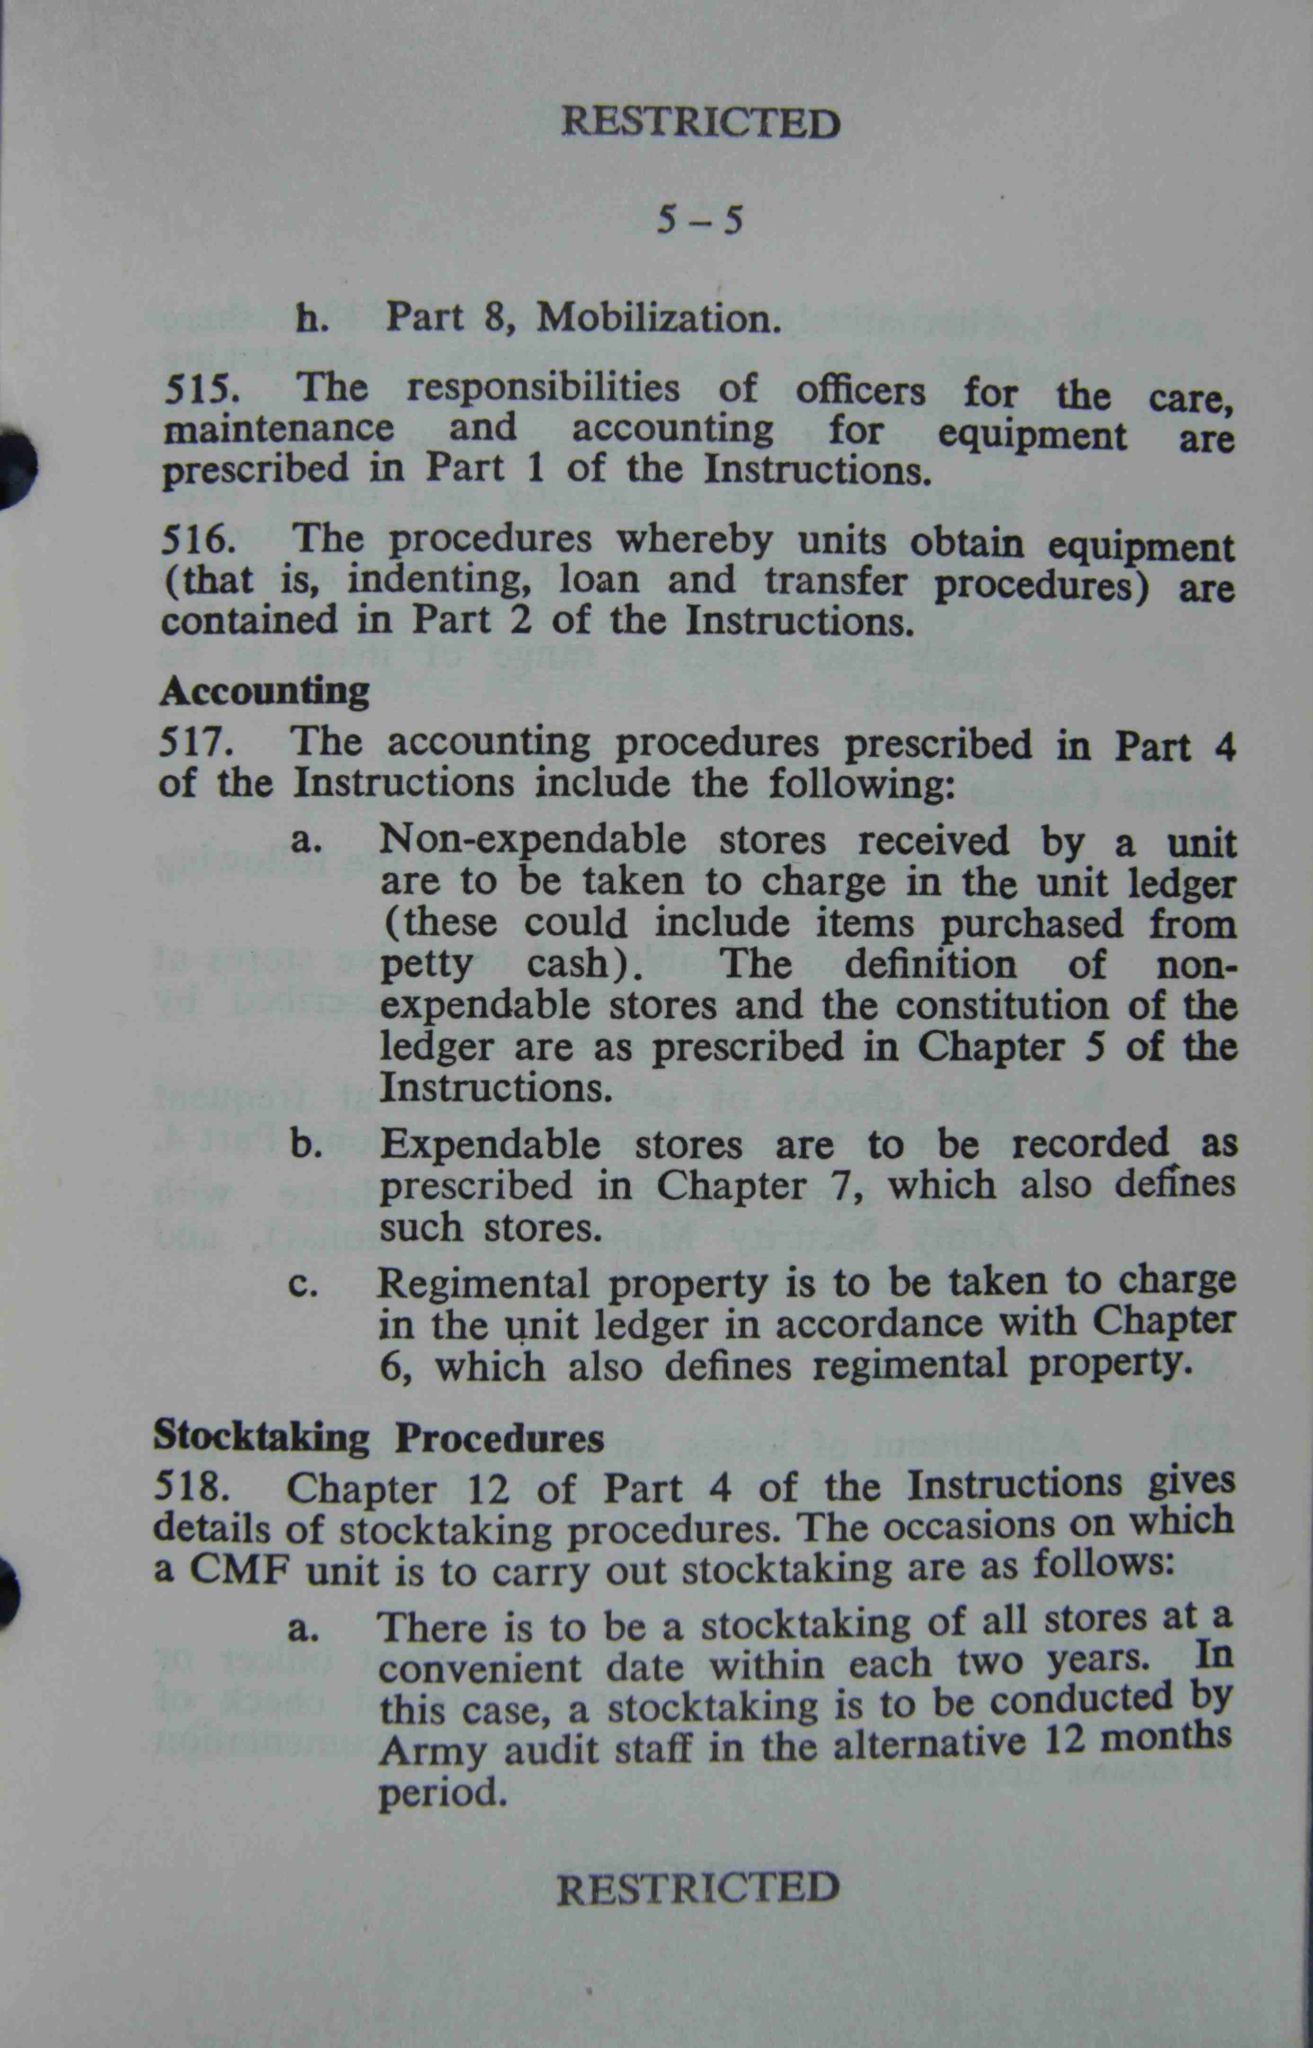 RESTRICTED
5 – 5
h. Part 8, Mobilization.
515. The responsibilities of officers for the care,
maintenance and accounting for equipment are
prescribed in Part 1 of the Instructions.
516. The procedures whereby units obtain equipment
(that is, indenting, loan and transfer procedures) are
contained in Part 2 of the Instructions.
Accounting
517. The accounting procedures prescribed in Part 4
of the Instructions include the following:
a. Non-expendable stores received by a unit
are to be taken to charge in the unit ledger
(these could include items purchased from
petty cash). The definition of non-
expendable stores and the constitution of the
ledger are as prescribed in Chapter 5 of the
Instructions.
b. Expendable stores are to be recorded as
prescribed in Chapter 7, which also defines
such stores.
c. Regimental property is to be taken to charge
in the unit ledger in accordance with Chapter
6, which also defines regimental property.
Stocktaking Procedures
518. Chapter 12 of Part 4 of the Instructions gives
details of stocktaking procedures. The occasions on which
a CMF unit is to carry out stocktaking are as follows:
a. There is to be a stocktaking of all stores at a
convenient date within each two years. In
this case, a stocktaking is to be conducted by
Army audit staff in the alternative 12 months
period.
RESTRICTED